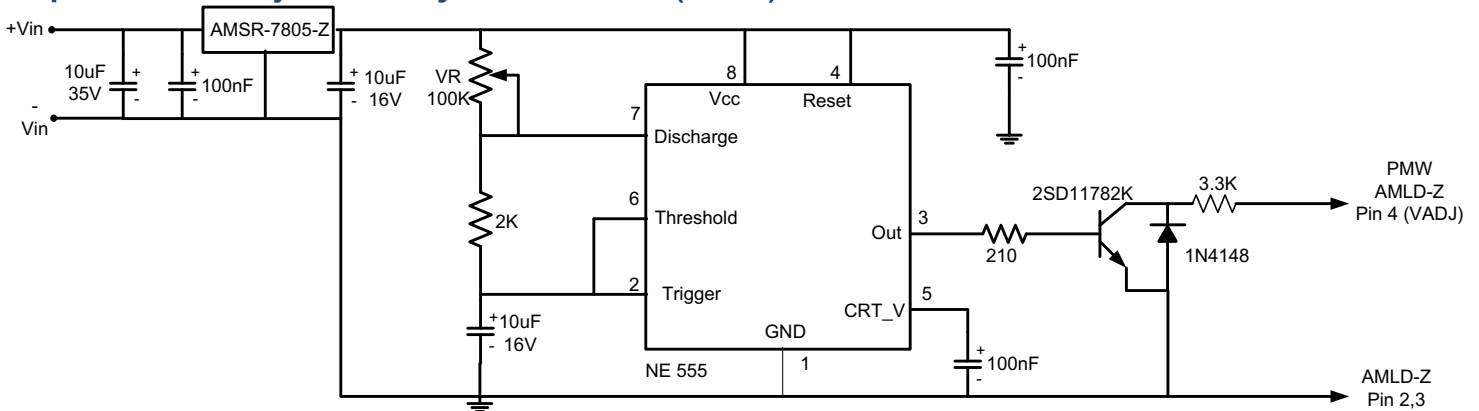 +Vin
AMSR-7805-Z
10uF
35V
+
-
+
100nF
-
+ 10uF
- 16V
VR
100K
8
Vcc
4
Reset
+
100nF
-
7
Discharge
2K
6
Threshold
2
Trigger
+10uF
- 16V
-
Vin
Out
3
210
2SD11782K
3.3K
1N4148
PMW
AMLD-Z
Pin 4 (VADJ)
CRT_V
5
+
100nF
-
GND
1
NE 555
AMLD-Z
Pin 2,3